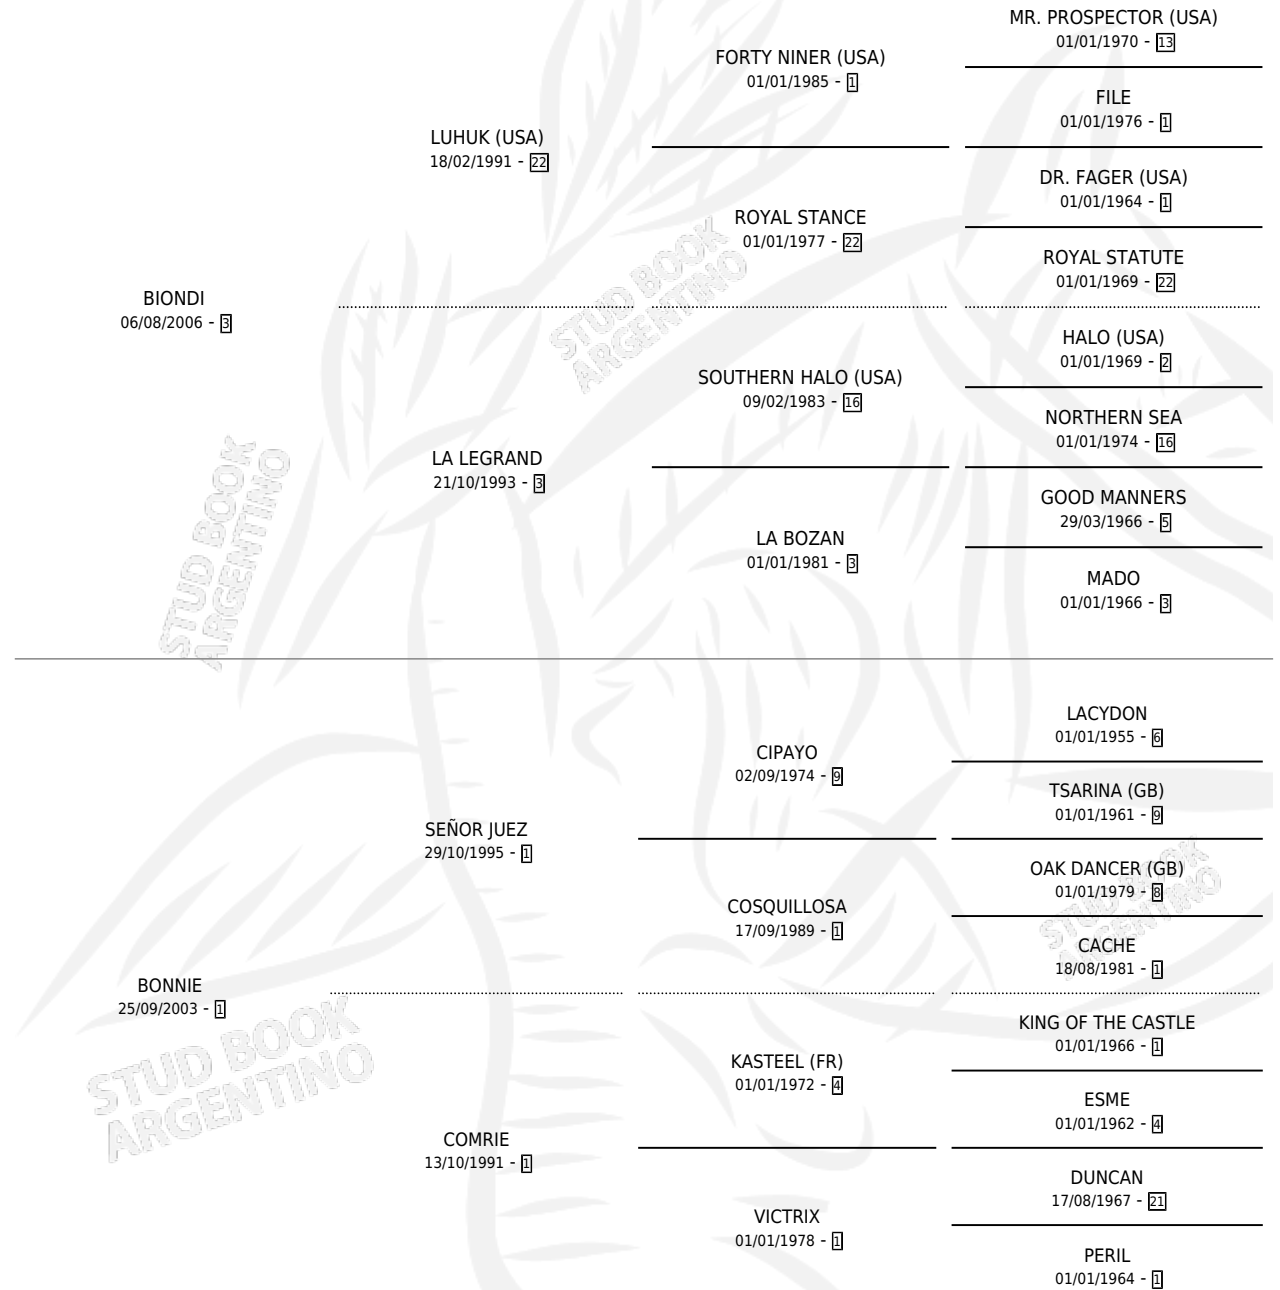 MR. PROSPECTOR (USA)
01/01/1970 - 13
FORTY NINER (USA)
01/01/1985 - 1
FILE
01/01/1976 - 1
LUHUK (USA)
18/02/1991 - 22
DR. FAGER (USA)
01/01/1964 - 1
ROYAL STANCE
01/01/1977 - 22
ROYAL STATUTE
01/01/1969 - 22
BIONDI
06/08/2006 - 3
HALO (USA)
01/01/1969 - 2
SOUTHERN HALO (USA)
09/02/1983 - 16
NORTHERN SEA
01/01/1974 - 16
LA LEGRAND
21/10/1993 - 3
GOOD MANNERS
29/03/1966 - 5
LA BOZAN
01/01/1981 - 3
MADO
01/01/1966 - 3
STUD BOOK
ARGENTINO
STUD BOOK
ARGENTINO
LACYDON
01/01/1955 - 6
CIPAYO
02/09/1974 - 9
TSARINA (GB)
01/01/1961 - 9
SEÑOR JUEZ
29/10/1995 - 1
OAK DANCER (GB)
01/01/1979 - 8
COSQUILLOSA
17/09/1989 - 1
CACHE
18/08/1981 - 1
BONNIE
25/09/2003 - 1
KING OF THE CASTLE
01/01/1966 - 1
KASTEEL (FR)
01/01/1972 - 4
ESME
01/01/1962 - 4
COMRIE
13/10/1991 - 1
DUNCAN
17/08/1967 - 21
VICTRIX
01/01/1978 - 1
PERIL
01/01/1964 - 1
STUD BOOK
ARGENTINO
STUD BOOK
ARGENTINO